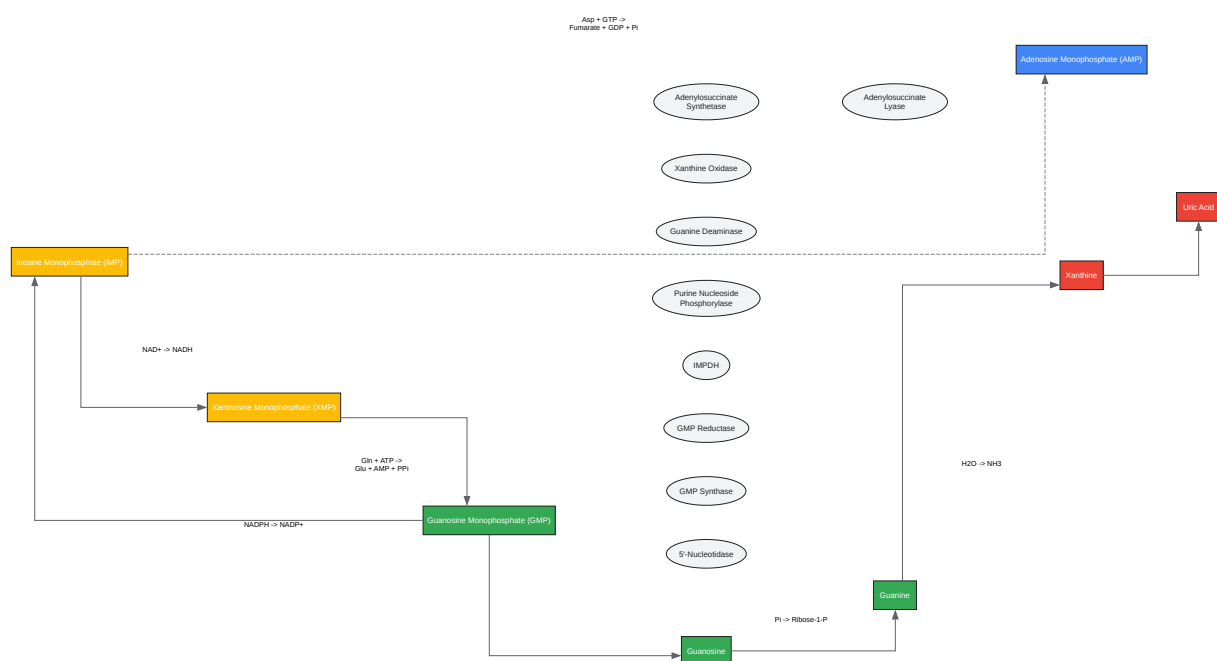 Asp + GTP ->
Fumarate + GDP + Pi
Adenosine Monophosphate (AMP)
Adenylosuccinate
Synthetase
Adenylosuccinate
Lyase
Xanthine Oxidase
Uric Acid
Guanine Deaminase
Inosine Monophosphate (IMP)
Xanthine
Purine Nucleoside
Phosphorylase
NAD+ -> NADH
IMPDH
Xanthosine Monophosphate (XMP)
GMP Reductase
Gln + ATP ->
Glu + AMP + PPi
H2O -> NH3
GMP Synthase
Guanosine Monophosphate (GMP)
NADPH -> NADP+
5'-Nucleotidase
Guanine
Pi -> Ribose-1-P
Guanosine